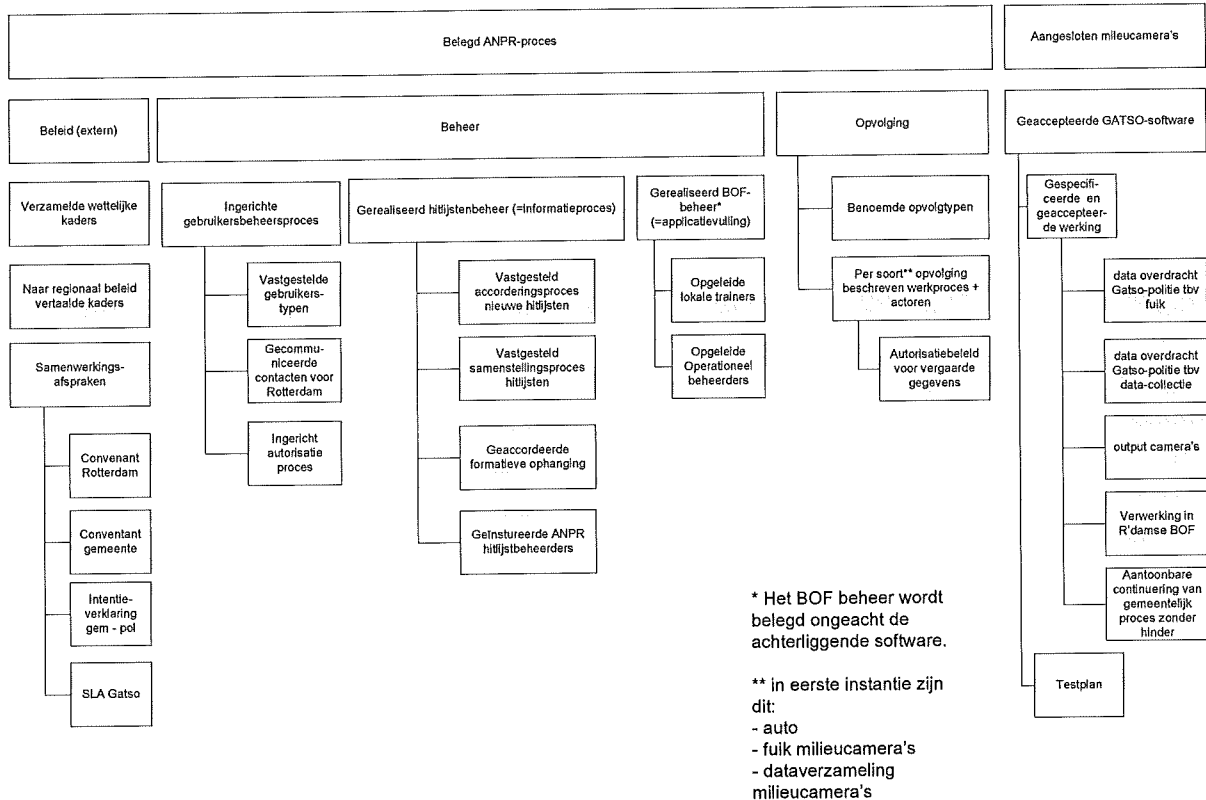 Belegd ANPR-proces
Aangesloten mileucamera's
Beleid (extern)
Beheer
Opvolging
Geaccepteerde GATSO-software
Verzamelde wettelijke
kaders
Naar regionaal beleid
vertaalde kaders
Samenwerkings-
afspraken
Convenant
Rotterdam
Conventant
gemeente
Intentie-
verklaring
gem - pol
SLA Gatso
Ingerichte
gebruikersbeheersproces
Vastgestelde
gebruikers-
typen
Gecommu-
niceerde
contacten voor
Rotterdam
Ingericht
autorisatie
proces
Gerealiseerd hitlijstenbeheer (=informatieproces)
Vastgesteld
accorderingsproces
nieuwe hitlijsten
Vastgesteld
samenstellingsproces
hitlijsten
Geaccordeerde
formatieve ophanging
Geïnstureerde ANPR
hitlijstbeheerders
Gerealiseerd BOF-
beheer*
(=applicatievulling)
Opgeleide
lokale trainers
Opgeleide
Operationeel
beheerders
Benoemde opvolgtypen
Per soort** opvolging
beschreven werkproces +
actoren
Autorisatiebeleid
voor vergaarde
gegevens
Gespecifi-
ceerde en
geaccepteer-
de werking
data overdracht
Gatso-politie tbv
fuik
data overdracht
Gatso-politie tbv
data-collectie
output camera's
Verwerking in
R'damse BOF
Aantoonbare
continuering van
gemeentelijk
proces zonder
hinder
Testplan
* Het BOF beheer wordt
belegd ongeacht de
achterliggende software.
** in eerste instantie zijn
dit:
- auto
- fuik milieucamera's
- dataverzameling
milieucamera's